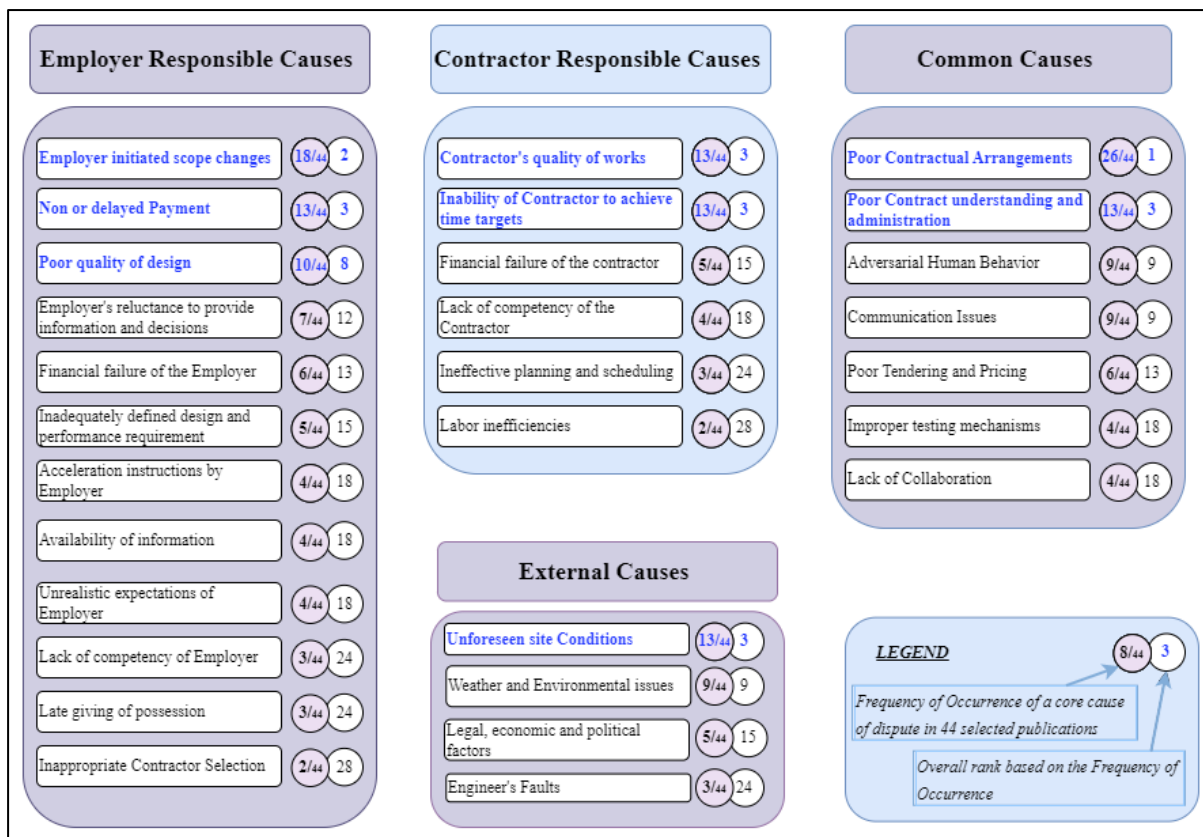 Employer Responsible Causes
Employer initiated scope changes 18/44 2
Non or delayed Payment 13/44 3
Poor quality of design 10/44 8
Employer's reluctance to provide
information and decisions 7/44 12
Financial failure of the Employer 6/44 13
Inadequately defined design and
performance requirement 5/44 15
Acceleration instructions by
Employer 4/44 18
Availability of information 4/44 18
Unrealistic expectations of
Employer 4/44 18
Lack of competency of Employer 3/44 24
Late giving of possession 3/44 24
Inappropriate Contractor Selection 2/44 28
Contractor Responsible Causes
Contractor's quality of works 13/44 3
Inability of Contractor to achieve
time targets 13/44 3
Financial failure of the contractor 5/44 15
Lack of competency of the
Contractor 4/44 18
Ineffective planning and scheduling 3/44 24
Labor inefficiencies 2/44 28
External Causes
Unforeseen site Conditions 13/44 3
Weather and Environmental issues 9/44 9
Legal, economic and political
factors 5/44 15
Engineer's Faults 3/44 24
Common Causes
Poor Contractual Arrangements 26/44 1
Poor Contract understanding and
administration 13/44 3
Adversarial Human Behavior 9/44 9
Communication Issues 9/44 9
Poor Tendering and Pricing 6/44 13
Improper testing mechanisms 4/44 18
Lack of Collaboration 4/44 18
LEGEND 8/44 3
Frequency of Occurrence of a core cause
of dispute in 44 selected publications
Overall rank based on the Frequency of
Occurrence